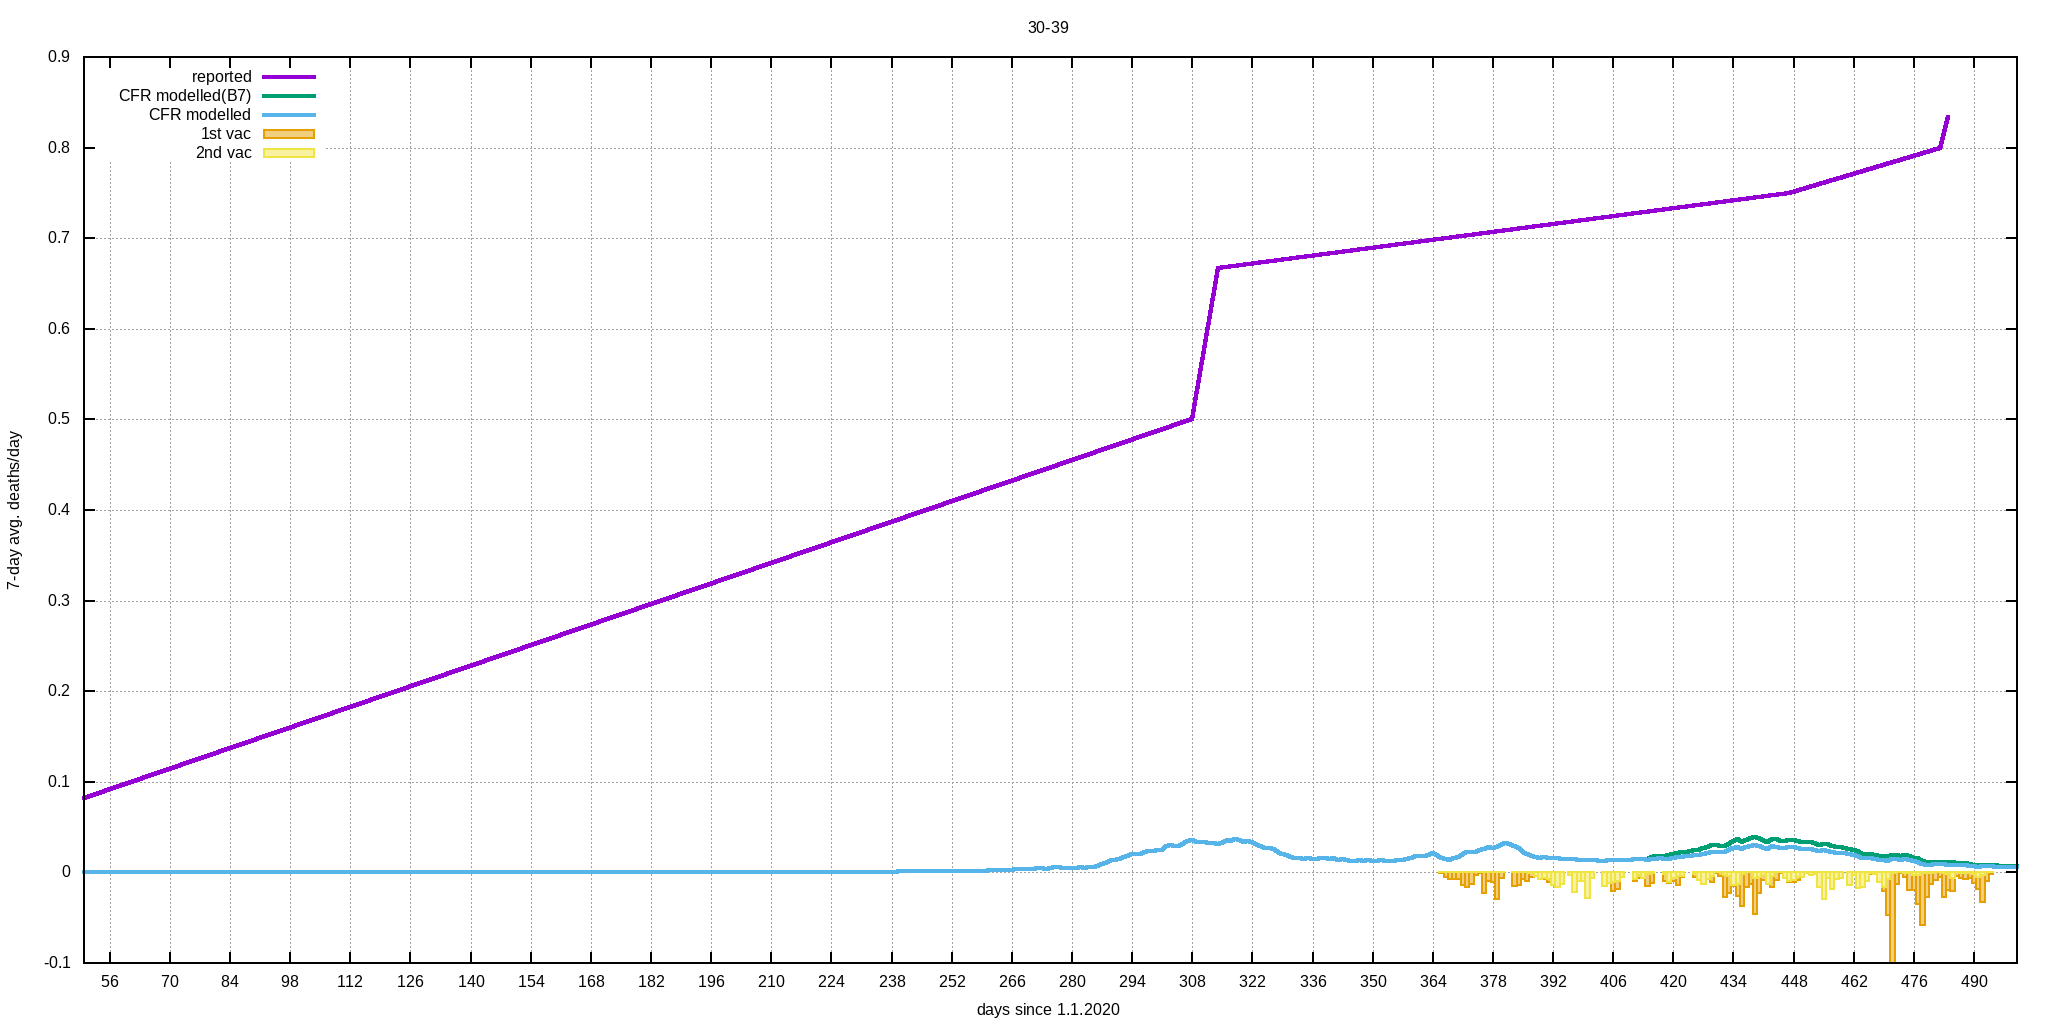 30-39
0.9
0.8
0.7
0.6
0.5
0.4
0.3
0.2
0.1
0
-0.1
reported
CFR modelled(B7)
CFR modelled
1st vac
2nd vac
7-day avg. deaths/day
56 70 84 98 112 126 140 154 168 182 196 210 224 238 252 266 280 294 308 322 336 350 364 378 392 406 420 434 448 462 476 490
days since 1.1.2020